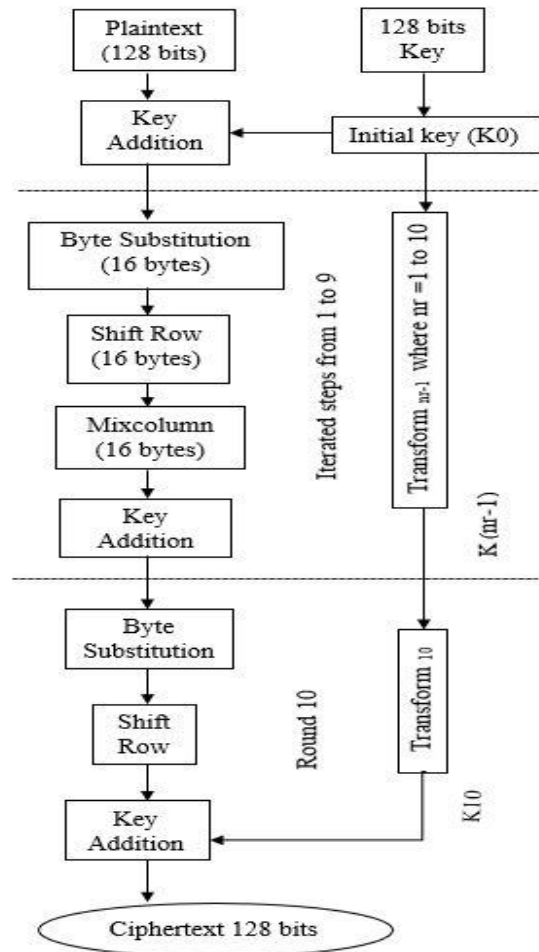 Plaintext
(128 bits)
128 bits
Key
Key
Addition
Initial key (K0)
Byte Substitution
(16 bytes)
Shift Row
(16 bytes)
Mixcolumn
(16 bytes)
Key
Addition
Iterated steps from 1 to 9
Transform nr-1 where nr =1 to 10
K (nr-1)
Byte
Substitution
Shift
Row
Key
Addition
Round 10
Transform 10
K10
Ciphertext 128 bits